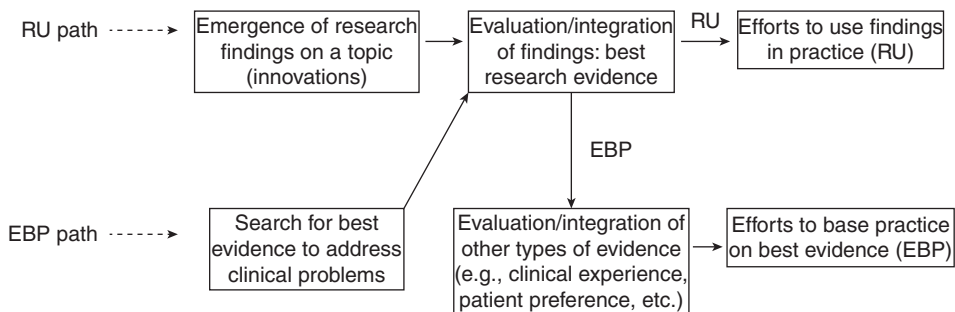 RU path
Emergence of research
findings on a topic
(innovations)
Evaluation/integration
of findings: best
research evidence
RU
Efforts to use findings
in practice (RU)
EBP
EBP path
Search for best
evidence to address
clinical problems
Evaluation/integration of
other types of evidence
(e.g., clinical experience,
patient preference, etc.)
Efforts to base practice
on best evidence (EBP)